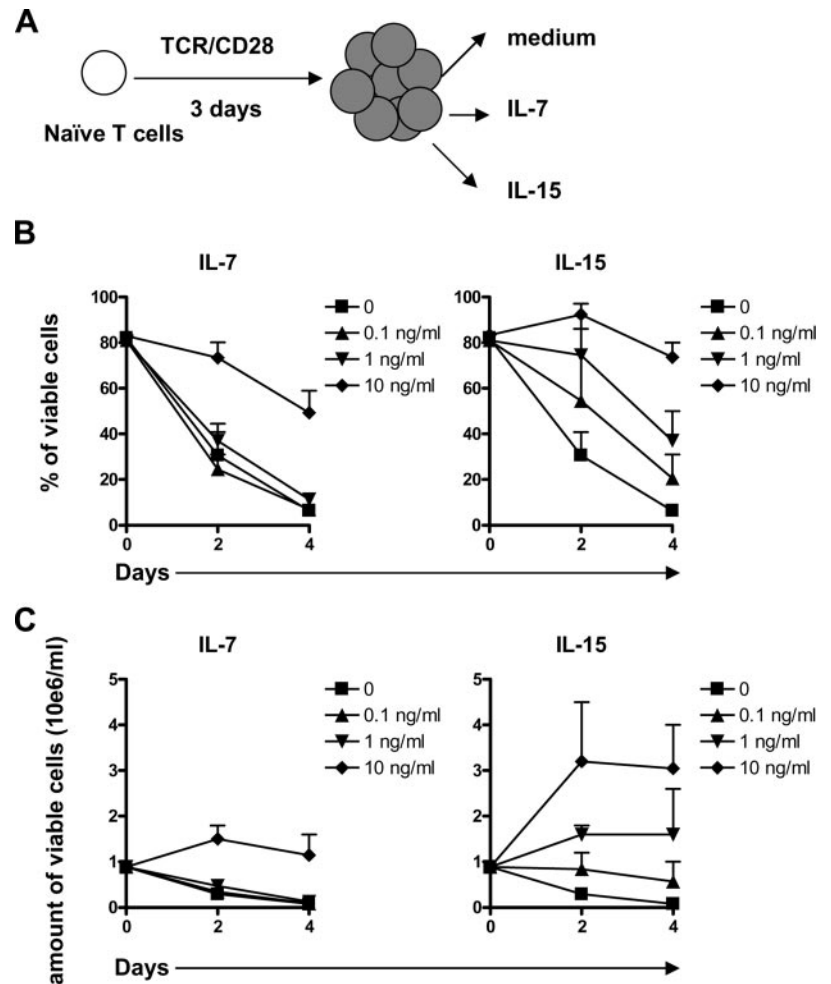 A
TCR/CD28
3 days
Naïve T cells
medium
IL-7
IL-15
B
IL-7
IL-15
% of viable cells
100
80
60
40
20
0
0
2
4
0
0.1 ng/ml
1 ng/ml
10 ng/ml
100
80
60
40
20
0
0
2
4
0
0.1 ng/ml
1 ng/ml
10 ng/ml
Days
C
IL-7
IL-15
amount of viable cells (10e6/ml)
5
4
3
2
1
0
0
2
4
0
0.1 ng/ml
1 ng/ml
10 ng/ml
5
4
3
2
1
0
0
2
4
0
0.1 ng/ml
1 ng/ml
10 ng/ml
Days